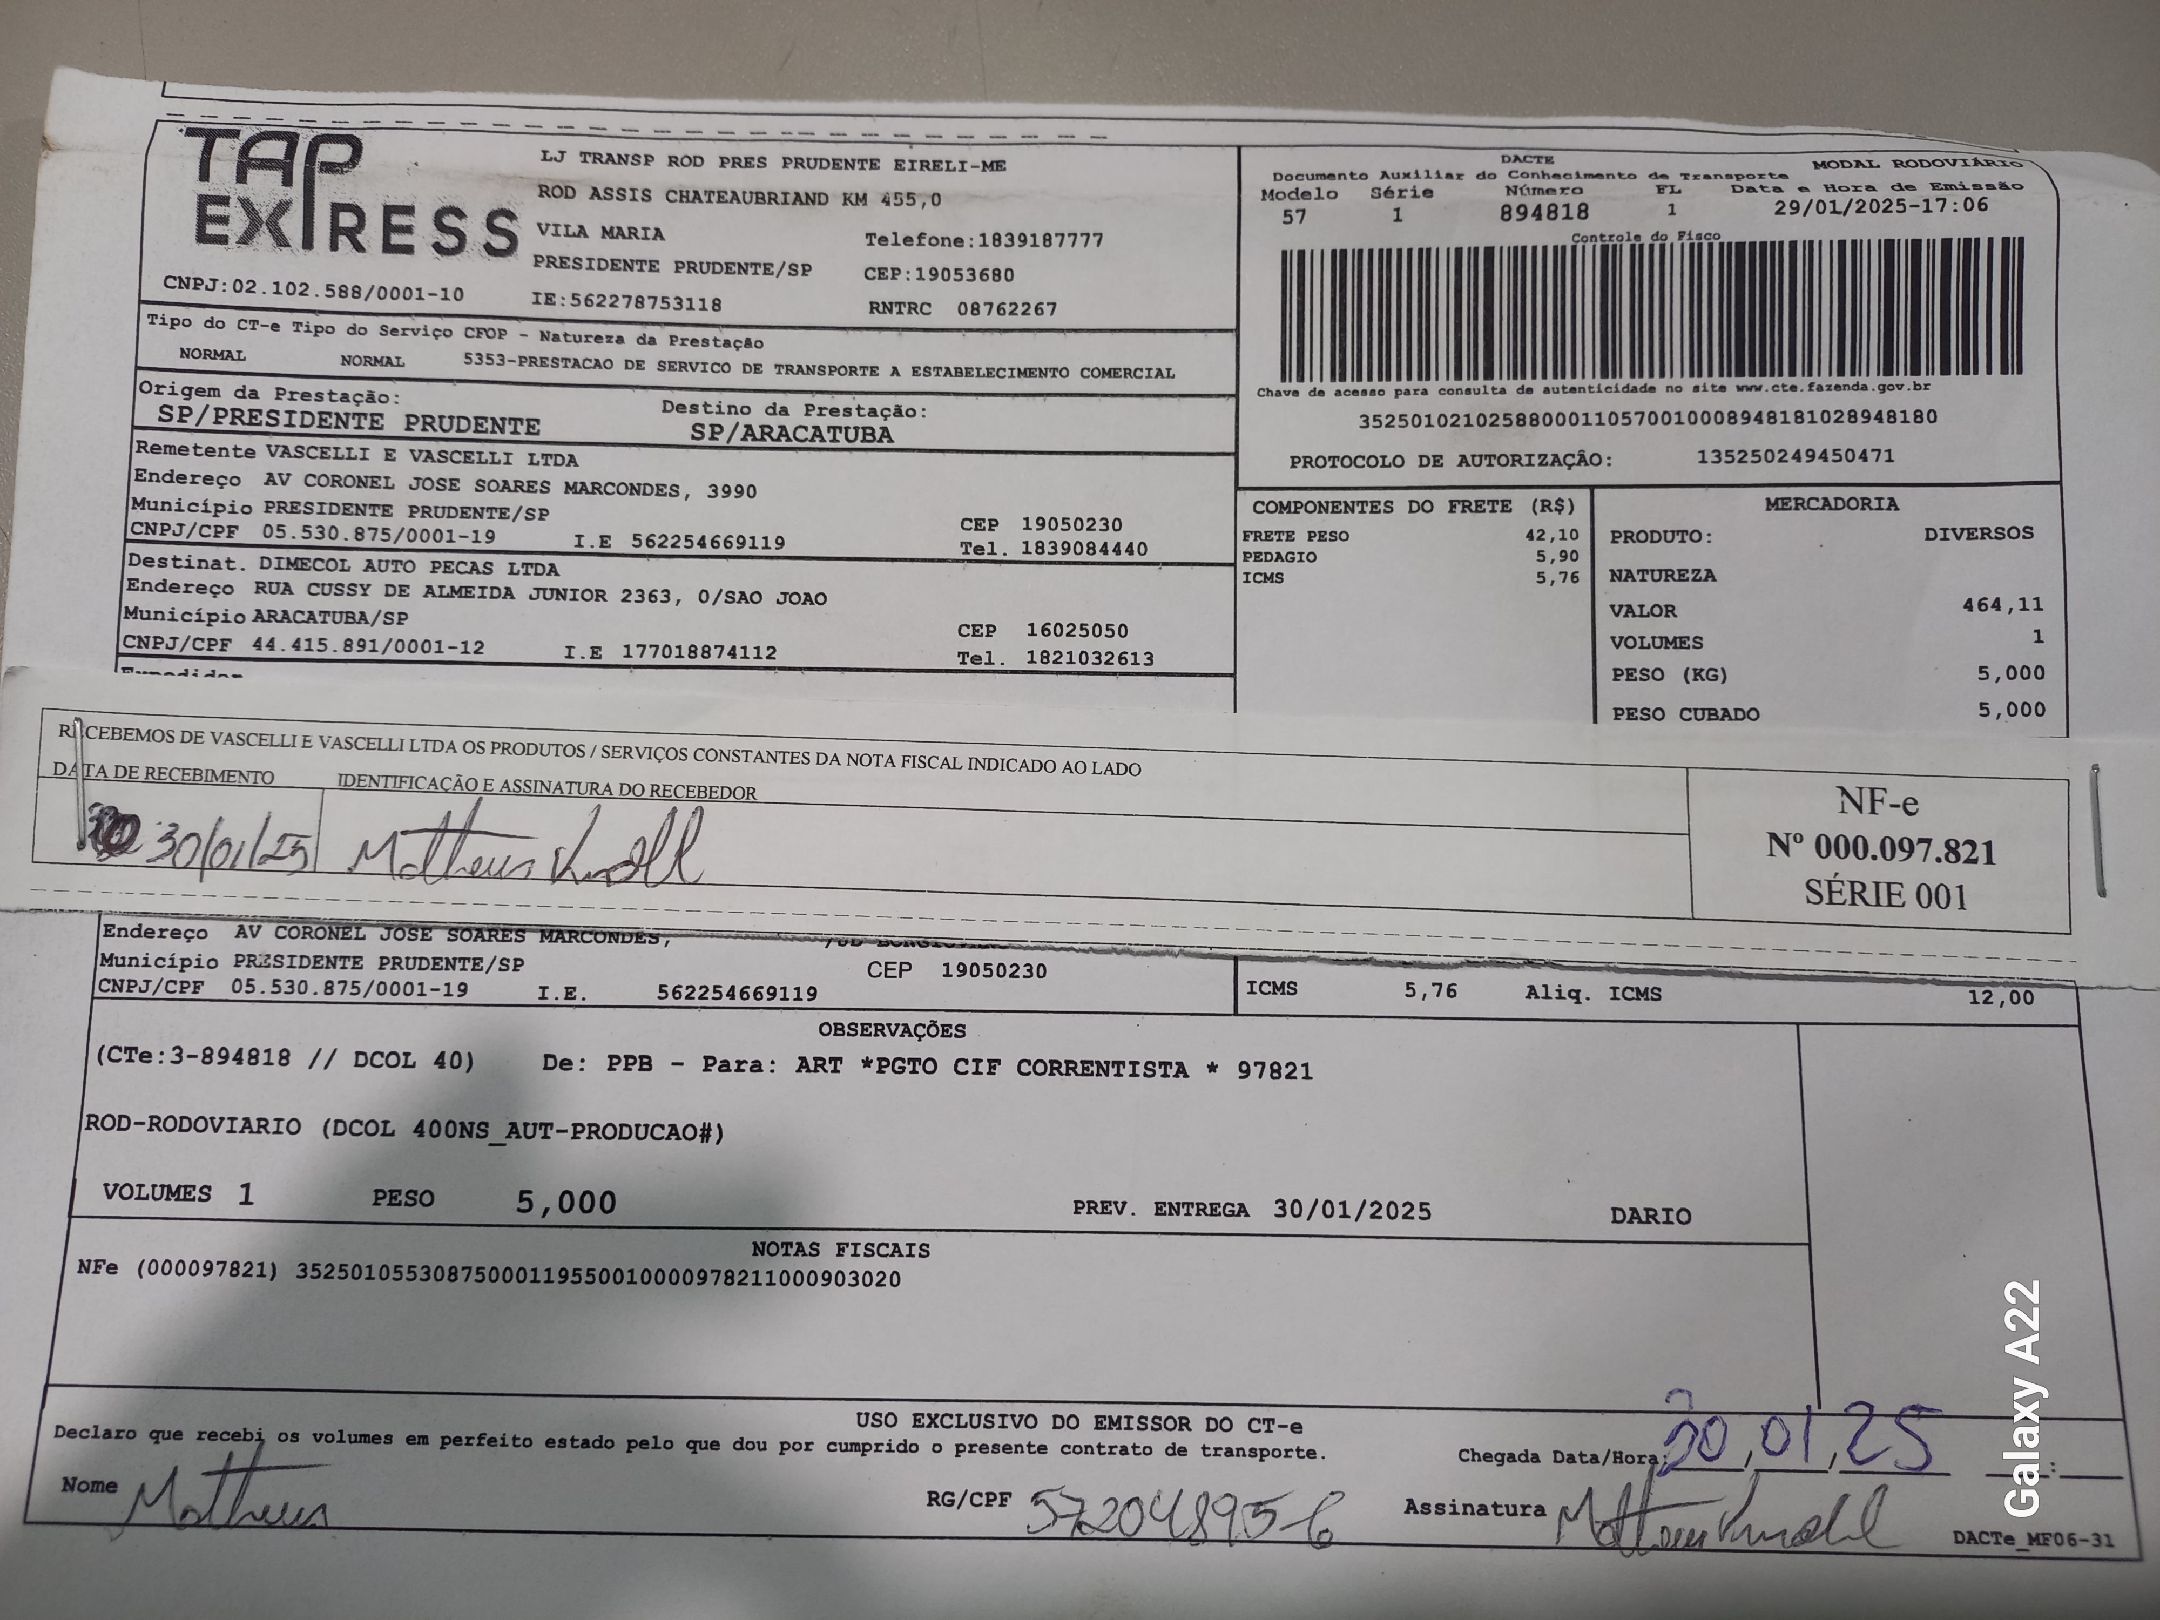 TAP EXPRESS
LJ TRANSP ROD PRES PRUDENTE EIRELI-ME
ROD ASSIS CHATEAUBRIAND KM 455,0
VILA MARIA Telefone:1839187777
PRESIDENTE PRUDENTE/SP CEP:19053680
CNPJ:02.102.588/0001-10 IE:562278753118 RNTRC 08762267
DACTE MODAL RODOVIÁRIO
Documento Auxiliar do Conhecimento de Transporte
Modelo Série Número FL Data e Hora de Emissão
57 1 894818 1 29/01/2025-17:06
Controle do Fisco
Chave de acesso para consulta de autenticidade no site www.cte.fazenda.gov.br
35250102102588000110570010008948181028948180
PROTOCOLO DE AUTORIZAÇÂO: 135250249450471
Tipo do CT-e Tipo do Serviço CFOP - Natureza da Prestação
NORMAL NORMAL 5353-PRESTACAO DE SERVICO DE TRANSPORTE A ESTABELECIMENTO COMERCIAL
Origem da Prestação: Destino da Prestação:
SP/PRESIDENTE PRUDENTE SP/ARACATUBA
Remetente VASCELLI E VASCELLI LTDA
Endereço AV CORONEL JOSE SOARES MARCONDES, 3990
Município PRESIDENTE PRUDENTE/SP CEP 19050230
CNPJ/CPF 05.530.875/0001-19 I.E 562254669119 Tel. 1839084440
Destinat. DIMECOL AUTO PECAS LTDA
Endereço RUA CUSSY DE ALMEIDA JUNIOR 2363, 0/SAO JOAO
Município ARACATUBA/SP CEP 16025050
CNPJ/CPF 44.415.891/0001-12 I.E 177018874112 Tel. 1821032613
COMPONENTES DO FRETE (R$)
FRETE PESO 42,10
PEDAGIO 5,90
ICMS 5,76
MERCADORIA
PRODUTO: DIVERSOS
NATUREZA
VALOR 464,11
VOLUMES 1
PESO (KG) 5,000
PESO CUBADO 5,000
RECEBEMOS DE VASCELLI E VASCELLI LTDA OS PRODUTOS / SERVIÇOS CONSTANTES DA NOTA FISCAL INDICADO AO LADO
DATA DE RECEBIMENTO IDENTIFICAÇÃO E ASSINATURA DO RECEBEDOR
30/01/25 Matheus
NF-e
Nº 000.097.821
SÉRIE 001
Endereço AV CORONEL JOSE SOARES MARCONDES,
Município PRESIDENTE PRUDENTE/SP CEP 19050230
CNPJ/CPF 05.530.875/0001-19 I.E. 562254669119
ICMS 5,76 Aliq. ICMS 12,00
OBSERVAÇÕES
(CTe:3-894818 // DCOL 40) De: PPB - Para: ART *PGTO CIF CORRENTISTA * 97821
ROD-RODOVIARIO (DCOL 400NS_AUT-PRODUCAO#)
VOLUMES 1 PESO 5,000 PREV. ENTREGA 30/01/2025 DARIO
NOTAS FISCAIS
NFe (000097821) 35250105530875000119550010000978211000903020
USO EXCLUSIVO DO EMISSOR DO CT-e
Declaro que recebi os volumes em perfeito estado pelo que dou por cumprido o presente contrato de transporte.
Chegada Data/Hora: 30,01,25 :
Nome Matheus RG/CPF 57204895-6 Assinatura Matheus
DACTe_MF06-31
Galaxy A22